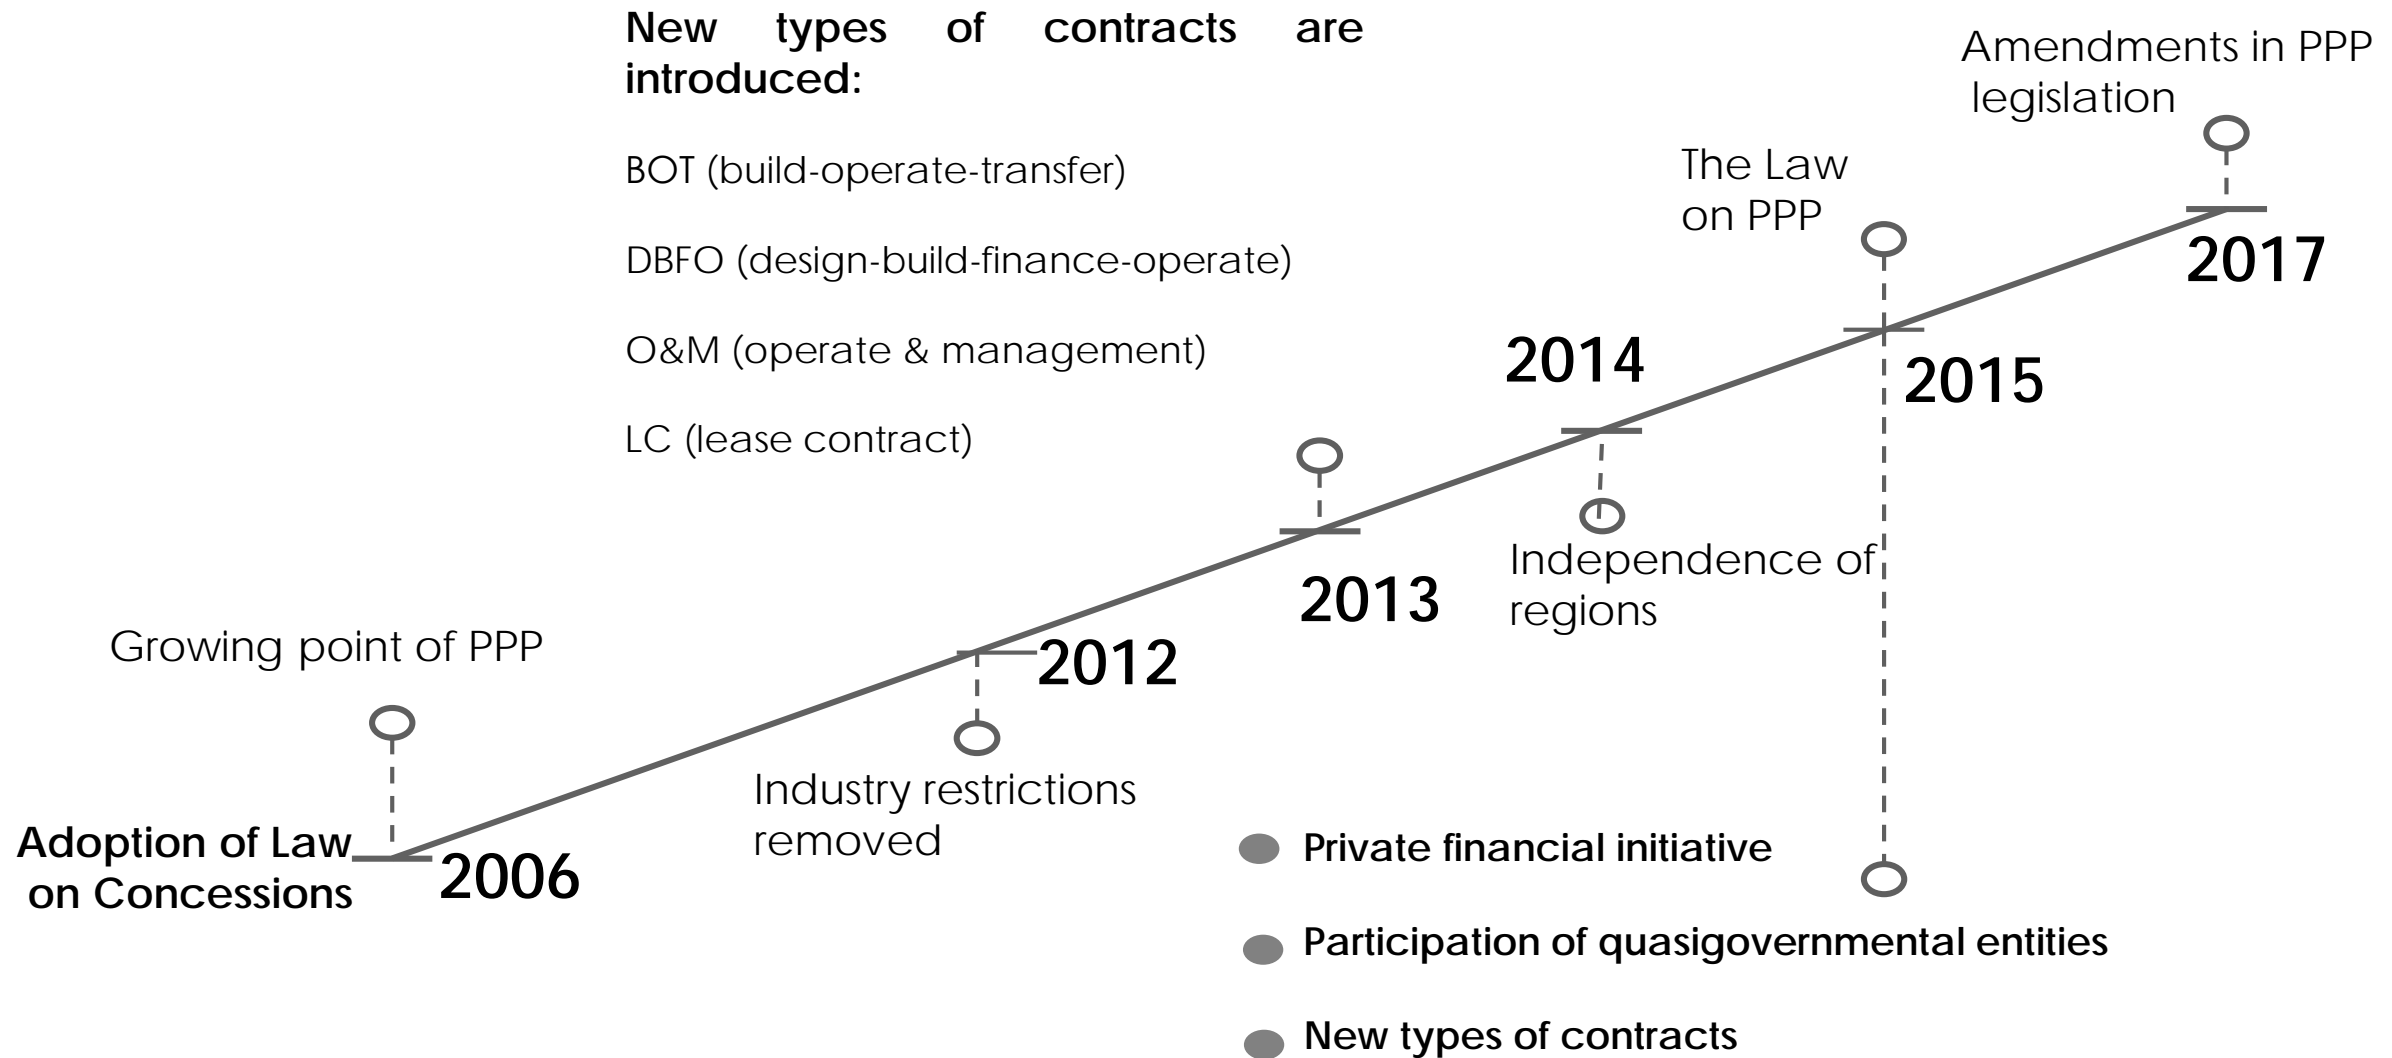 New types of contracts are
introduced:
BOT (build-operate-transfer)
DBFO (design-build-finance-operate)
O&M (operate & management)
LC (lease contract)
Amendments in PPP
legislation
The Law
on PPP
2017
2014
2015
Independence of
regions
2013
Growing point of PPP
2012
Industry restrictions
removed
Adoption of Law
on Concessions
2006
Private financial initiative
Participation of quasigovernmental entities
New types of contracts